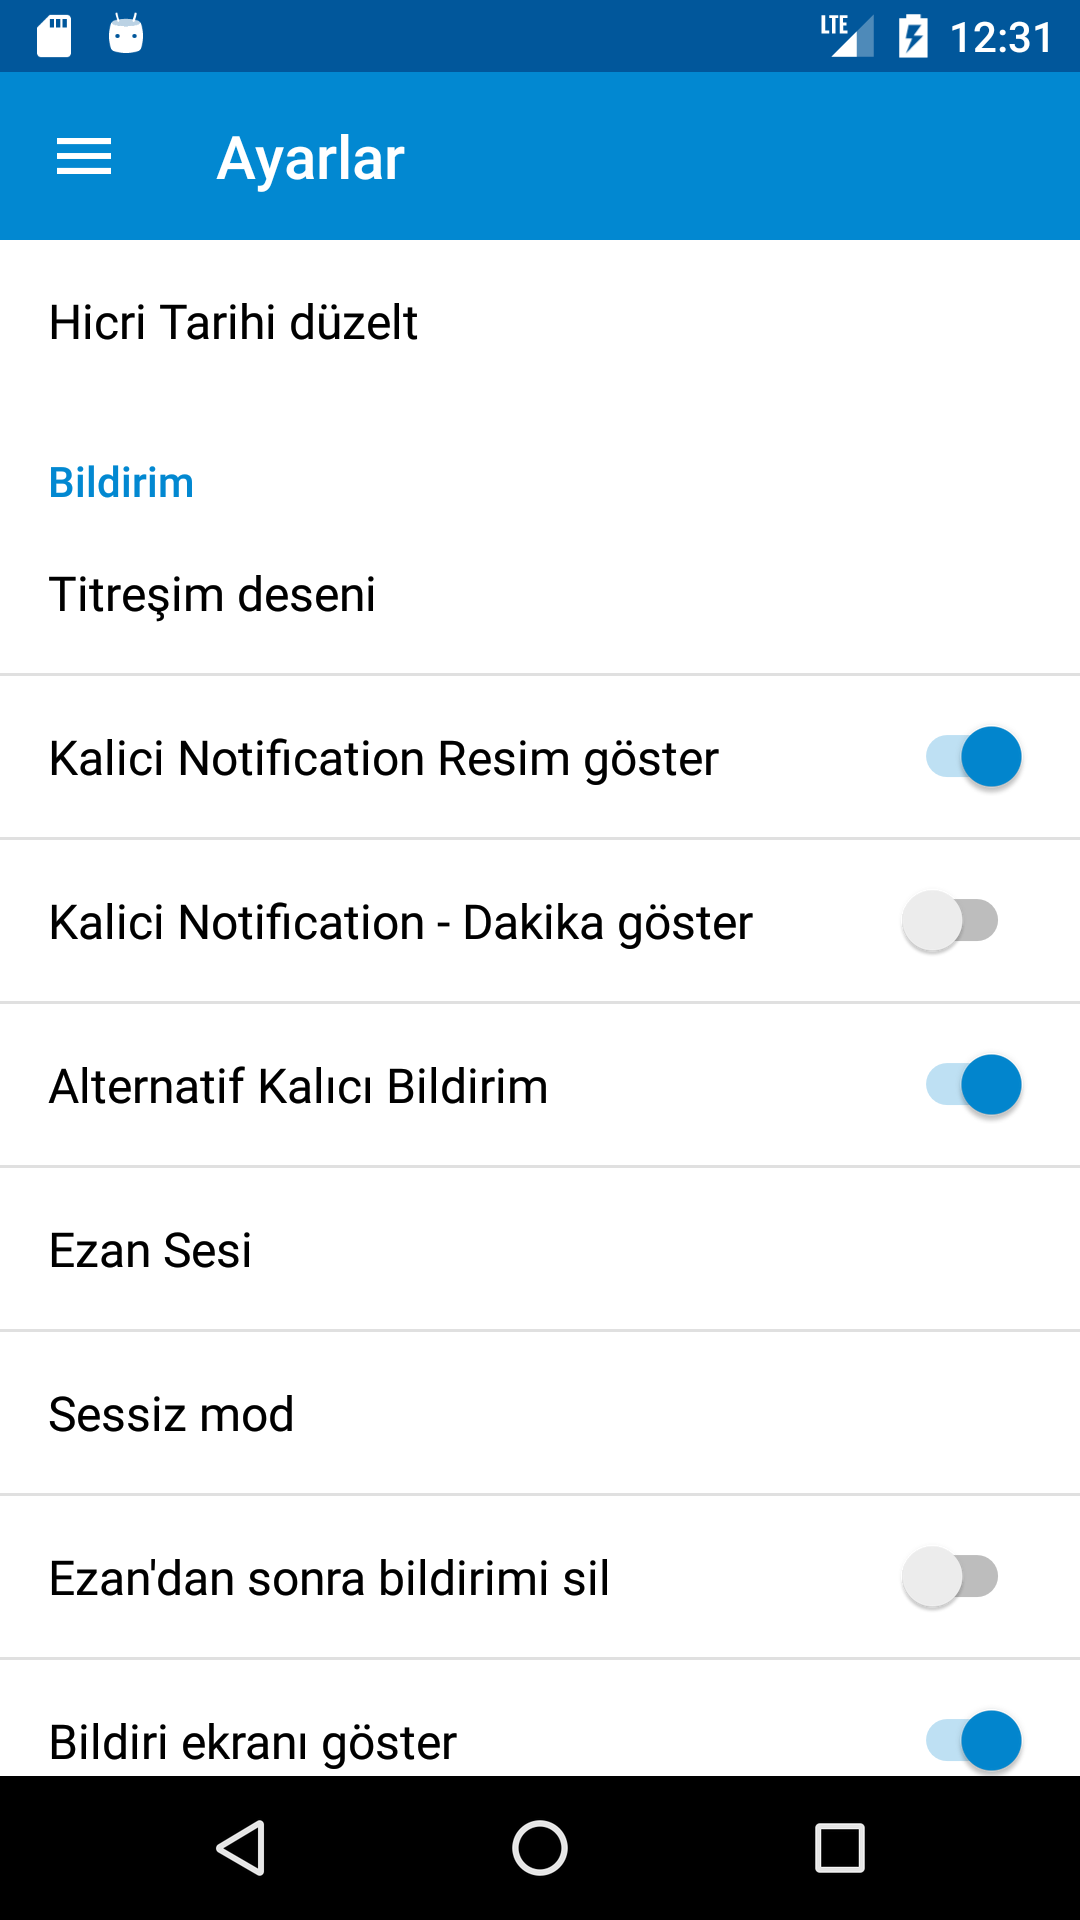 LTE 12:31
Ayarlar
Hicri Tarihi düzelt
Bildirim
Titreşim deseni
Kalici Notification Resim göster
Kalici Notification - Dakika göster
Alternatif Kalıcı Bildirim
Ezan Sesi
Sessiz mod
Ezan'dan sonra bildirimi sil
Bildiri ekranı göster